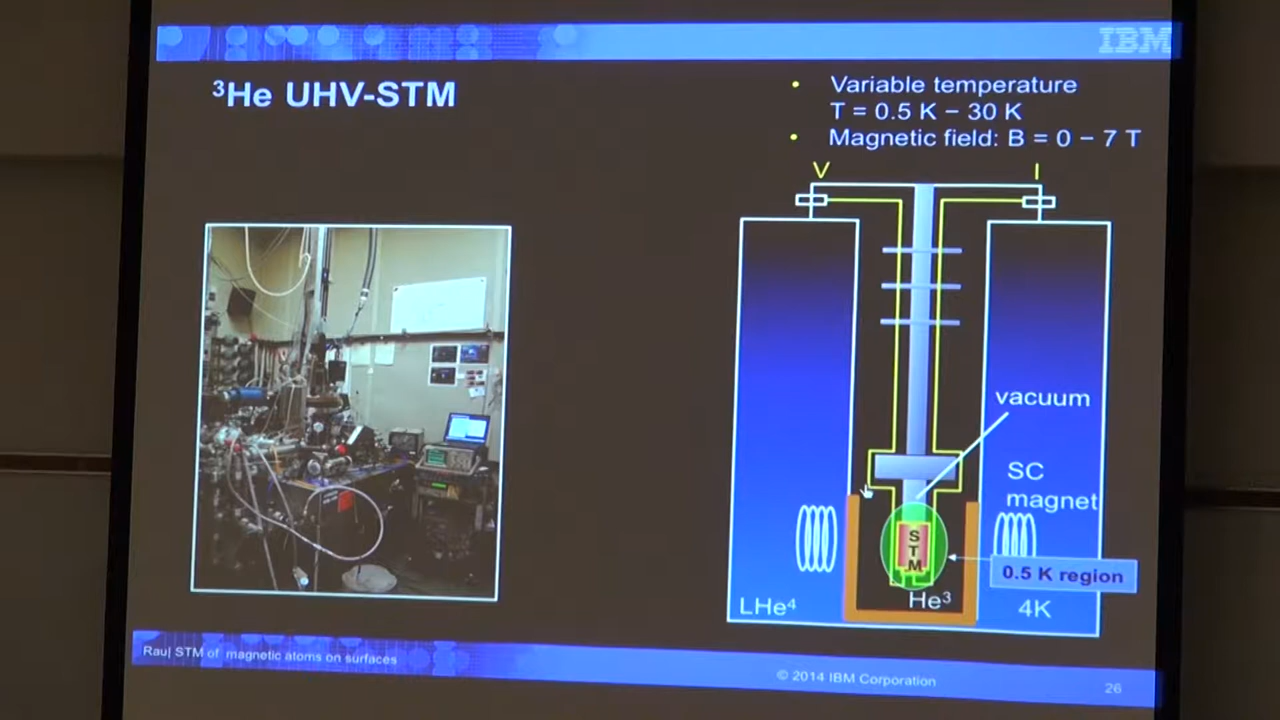 IBM
³He UHV-STM
• Variable temperature
T = 0.5 K – 30 K
• Magnetic field: B = 0 – 7 T
V
I
vacuum
SC
magnet
STM
0.5 K region
He³
LHe⁴
4K
Rau| STM of magnetic atoms on surfaces
© 2014 IBM Corporation
26